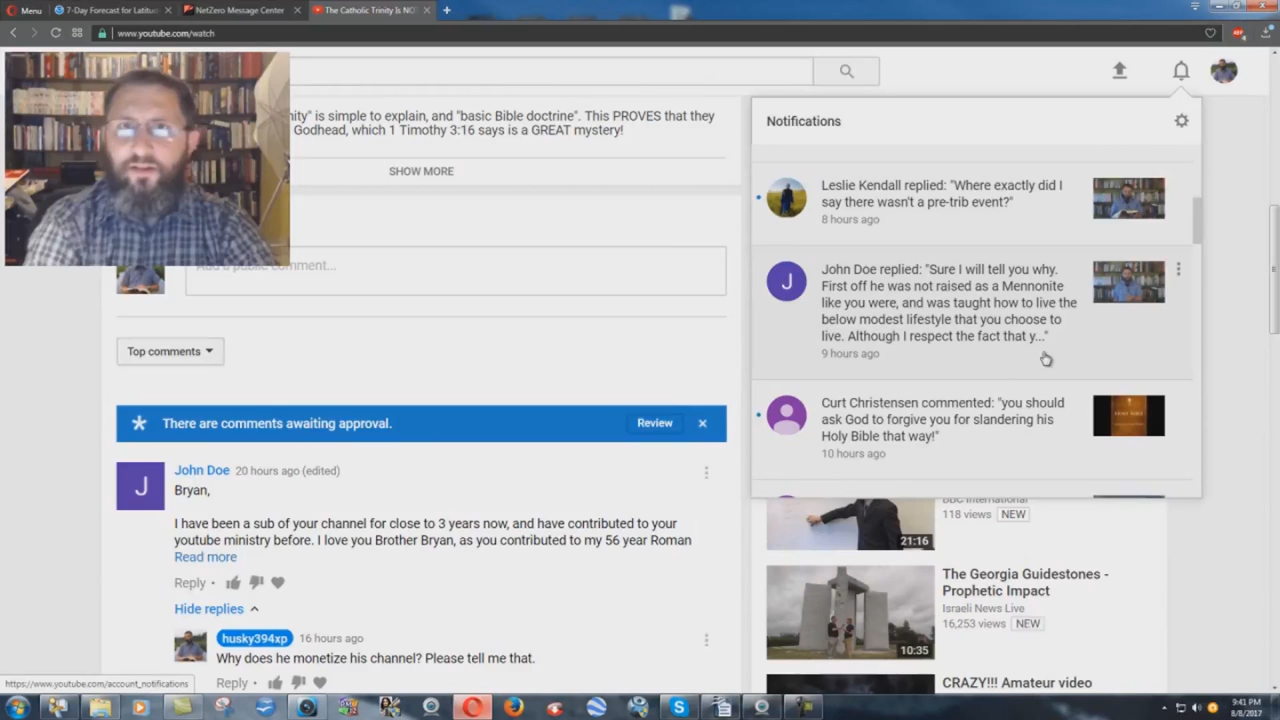 Menu
7-Day Forecast for Latitud
NetZero Message Center
The Catholic Trinity Is NOT
www.youtube.com/watch
nity" is simple to explain, and "basic Bible doctrine". This PROVES that they
Godhead, which 1 Timothy 3:16 says is a GREAT mystery!
SHOW MORE
Add a public comment...
Top comments
There are comments awaiting approval.
Review
John Doe 20 hours ago (edited)
Bryan,
I have been a sub of your channel for close to 3 years now, and have contributed to your
youtube ministry before. I love you Brother Bryan, as you contributed to my 56 year Roman
Read more
Reply
Hide replies
husky394xp 16 hours ago
Why does he monetize his channel? Please tell me that.
Reply
Notifications
Leslie Kendall replied: "Where exactly did I
say there wasn't a pre-trib event?"
8 hours ago
J
John Doe replied: "Sure I will tell you why.
First off he was not raised as a Mennonite
like you were, and was taught how to live the
below modest lifestyle that you choose to
live. Although I respect the fact that y..."
9 hours ago
Curt Christensen commented: "you should
ask God to forgive you for slandering his
Holy Bible that way!"
10 hours ago
HOLY BIBLE
J
BBC International
118 views NEW
21:16
The Georgia Guidestones -
Prophetic Impact
Israeli News Live
16,253 views NEW
10:35
CRAZY!!! Amateur video
https://www.youtube.com/account_notifications
9:41 PM
8/8/2017